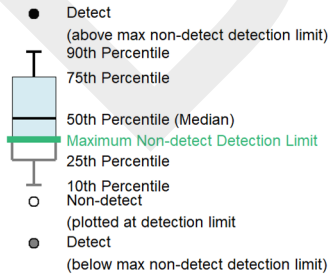 Detect
(above max non-detect detection limit)
90th Percentile
75th Percentile
50th Percentile (Median)
Maximum Non-detect Detection Limit
25th Percentile
10th Percentile
Non-detect
(plotted at detection limit
Detect
(below max non-detect detection limit)